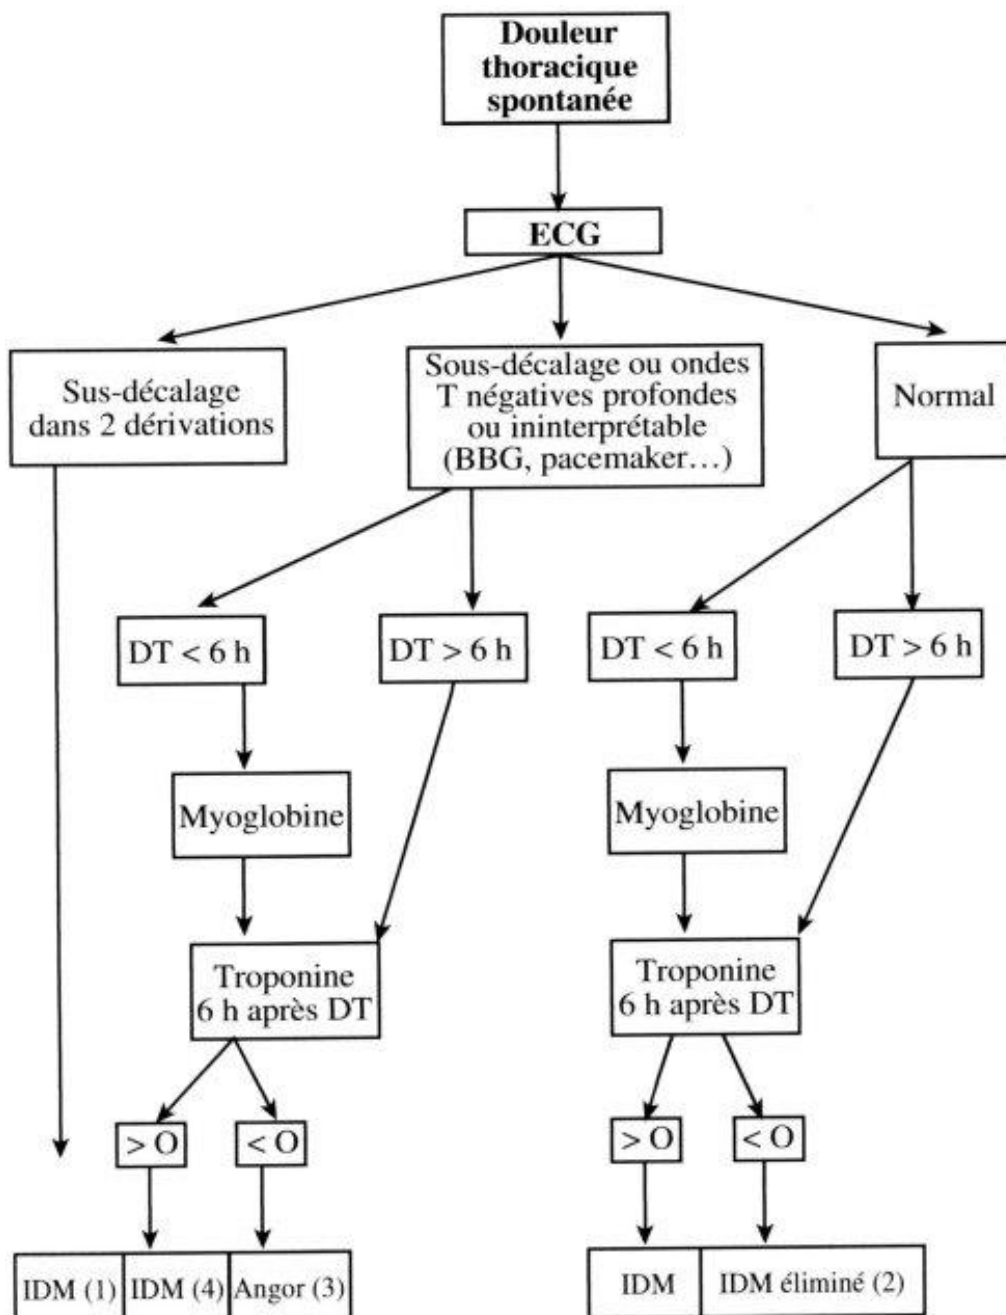 Douleur
thoracique
spontanée
ECG
Sus-décalage
dans 2 dérivations
Sous-décalage ou ondes
T négatives profondes
ou ininterprétable
(BBG, pacemaker…)
Normal
DT < 6 h
DT > 6 h
DT < 6 h
DT > 6 h
Myoglobine
Myoglobine
Troponine
6 h après DT
Troponine
6 h après DT
> O
< O
> O
< O
IDM (1)
IDM (4)
Angor (3)
IDM
IDM éliminé (2)